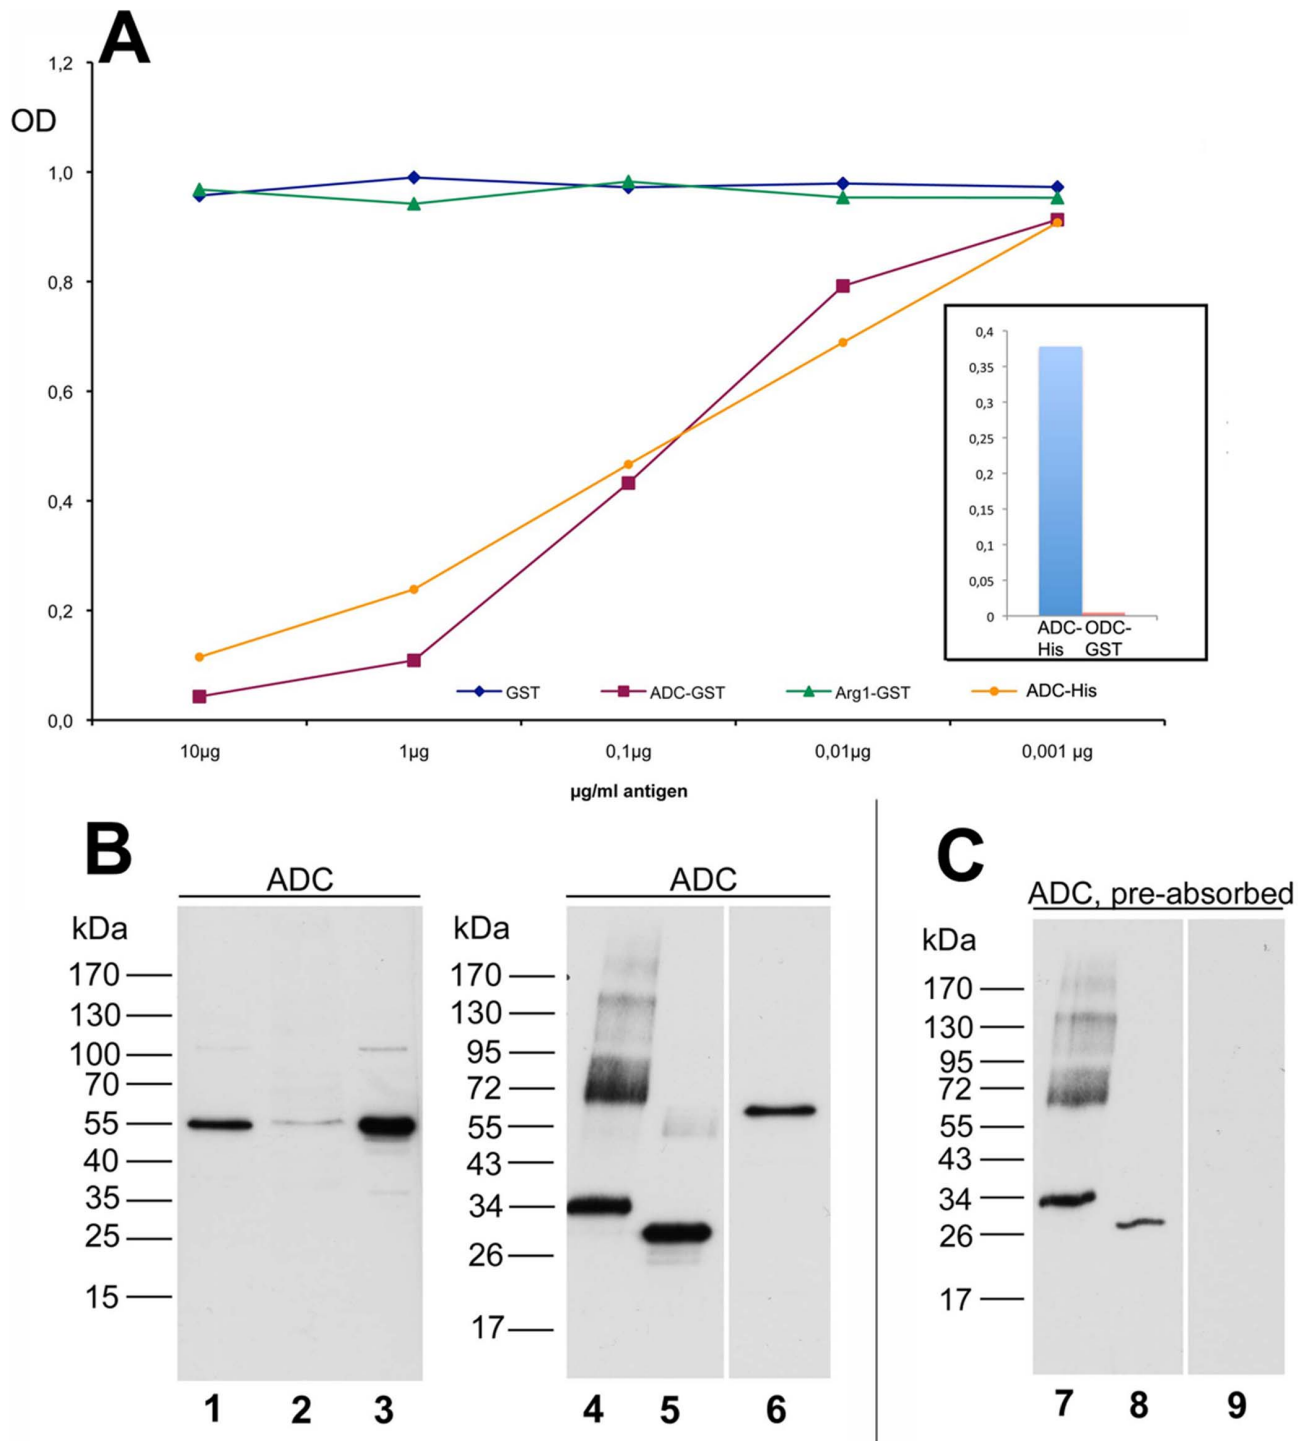 A
1,2
OD
1,0
0,8
0,6
0,4
0,2
0,0
0,4
0,35
0,3
0,25
0,2
0,15
0,1
0,05
0
ADC- ODC-
His GST
GST ADC-GST Arg1-GST ADC-His
10µg 1µg 0,1µg 0,01µg 0,001 µg
µg/ml antigen
B
ADC
kDa
170
130
100
70
55
40
35
25
15
1 2 3
ADC
kDa
170
130
95
72
55
43
34
26
17
4 5 6
C
ADC, pre-absorbed
kDa
170
130
95
72
55
43
34
26
17
7 8 9